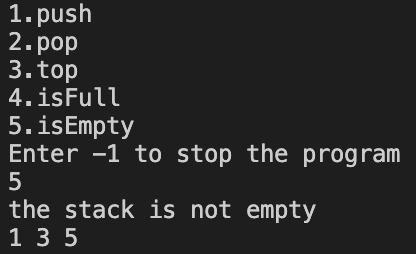 1.push
2.pop
3.top
4.isFull
5.isEmpty
Enter -1 to stop the program
5
the stack is not empty
1 3 5